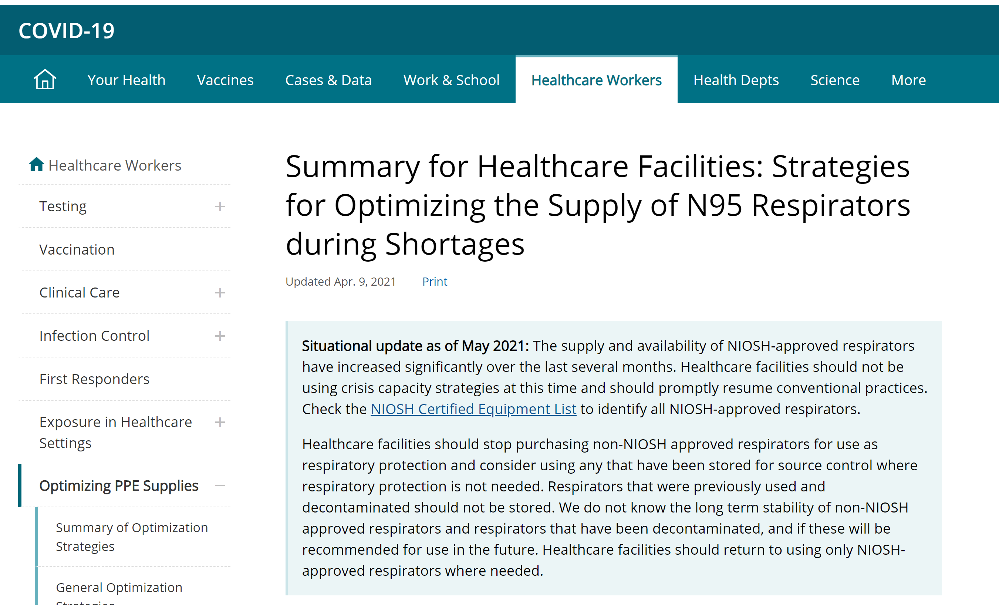 COVID-19
Your Health Vaccines Cases & Data Work & School Healthcare Workers Health Depts Science More
Healthcare Workers
Testing
Vaccination
Clinical Care
Infection Control
First Responders
Exposure in Healthcare
Settings
Optimizing PPE Supplies
Summary of Optimization
Strategies
General Optimization
Strategies
Summary for Healthcare Facilities: Strategies
for Optimizing the Supply of N95 Respirators
during Shortages
Updated Apr. 9, 2021 Print
Situational update as of May 2021: The supply and availability of NIOSH-approved respirators
have increased significantly over the last several months. Healthcare facilities should not be
using crisis capacity strategies at this time and should promptly resume conventional practices.
Check the NIOSH Certified Equipment List to identify all NIOSH-approved respirators.
Healthcare facilities should stop purchasing non-NIOSH approved respirators for use as
respiratory protection and consider using any that have been stored for source control where
respiratory protection is not needed. Respirators that were previously used and
decontaminated should not be stored. We do not know the long term stability of non-NIOSH
approved respirators and respirators that have been decontaminated, and if these will be
recommended for use in the future. Healthcare facilities should return to using only NIOSH-
approved respirators where needed.